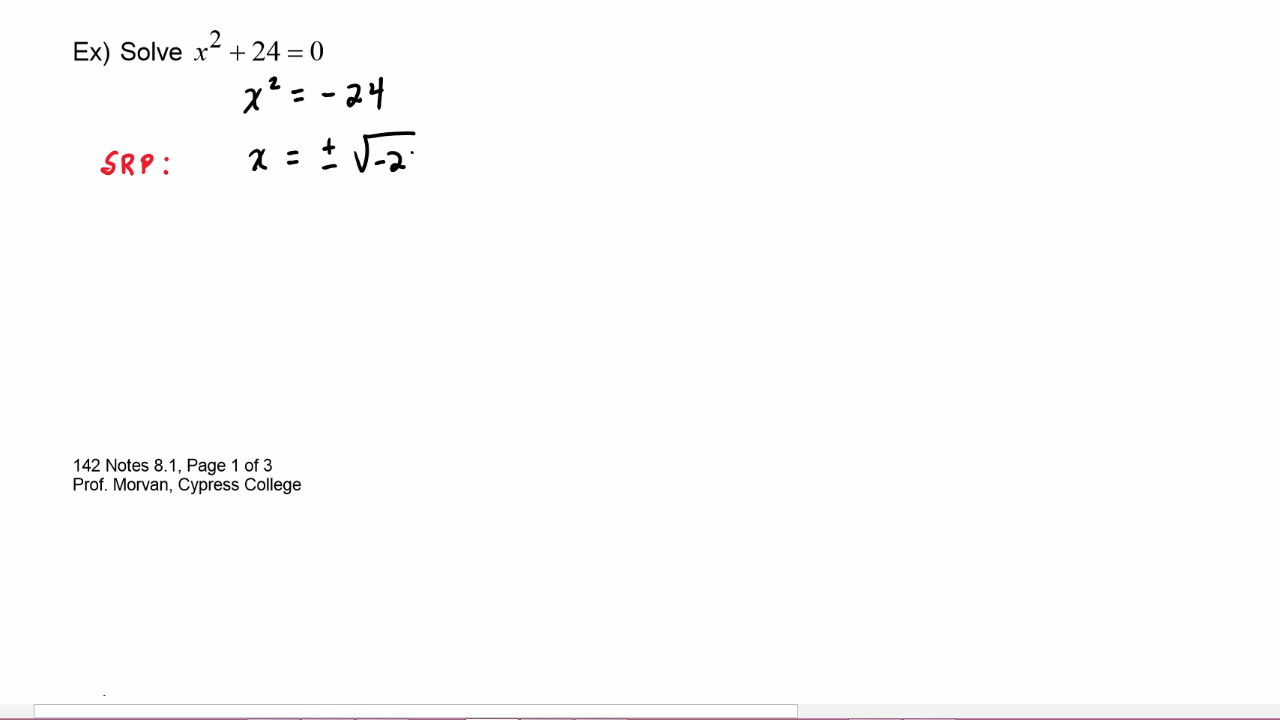 Ex) Solve x² + 24 = 0
x² = - 24
SRP: x = ± √-2
142 Notes 8.1, Page 1 of 3
Prof. Morvan, Cypress College